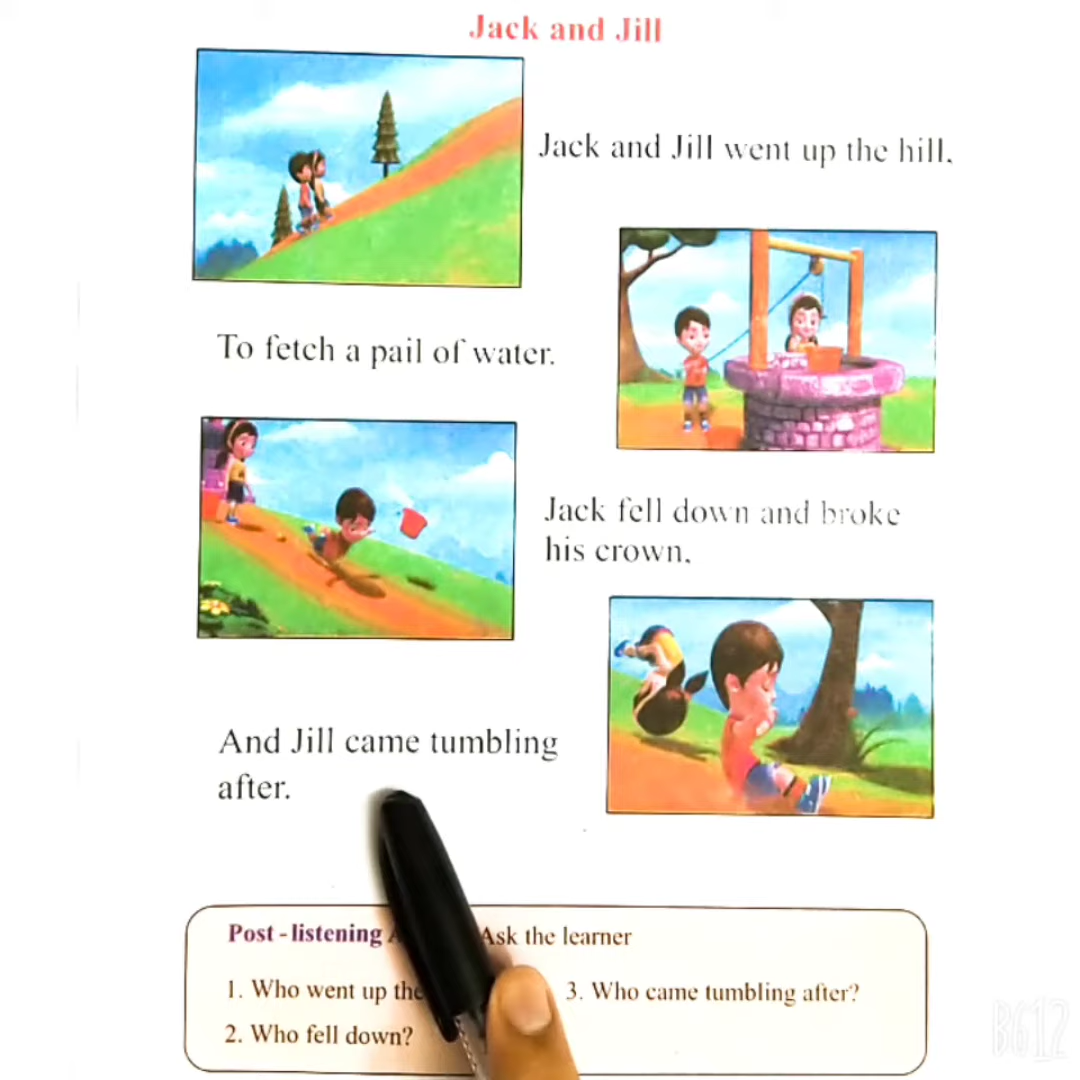 Jack and Jill
Jack and Jill went up the hill,
To fetch a pail of water.
Jack fell down and broke
his crown,
And Jill came tumbling
after.
Post - listening Ask the learner
1. Who went up the
2. Who fell down?
3. Who came tumbling after?
B612